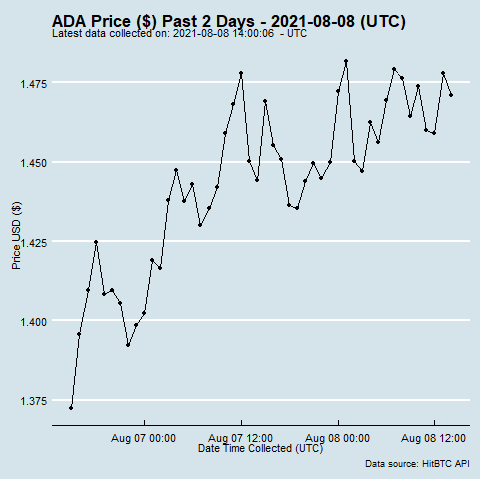 ADA Price ($) Past 2 Days - 2021-08-08 (UTC)
Latest data collected on: 2021-08-08 14:00:06  - UTC
1.475
1.450
1.425
1.400
1.375
Price USD ($)
Aug 07 00:00 Aug 07 12:00 Aug 08 00:00 Aug 08 12:00
Date Time Collected (UTC)
Data source: HitBTC API